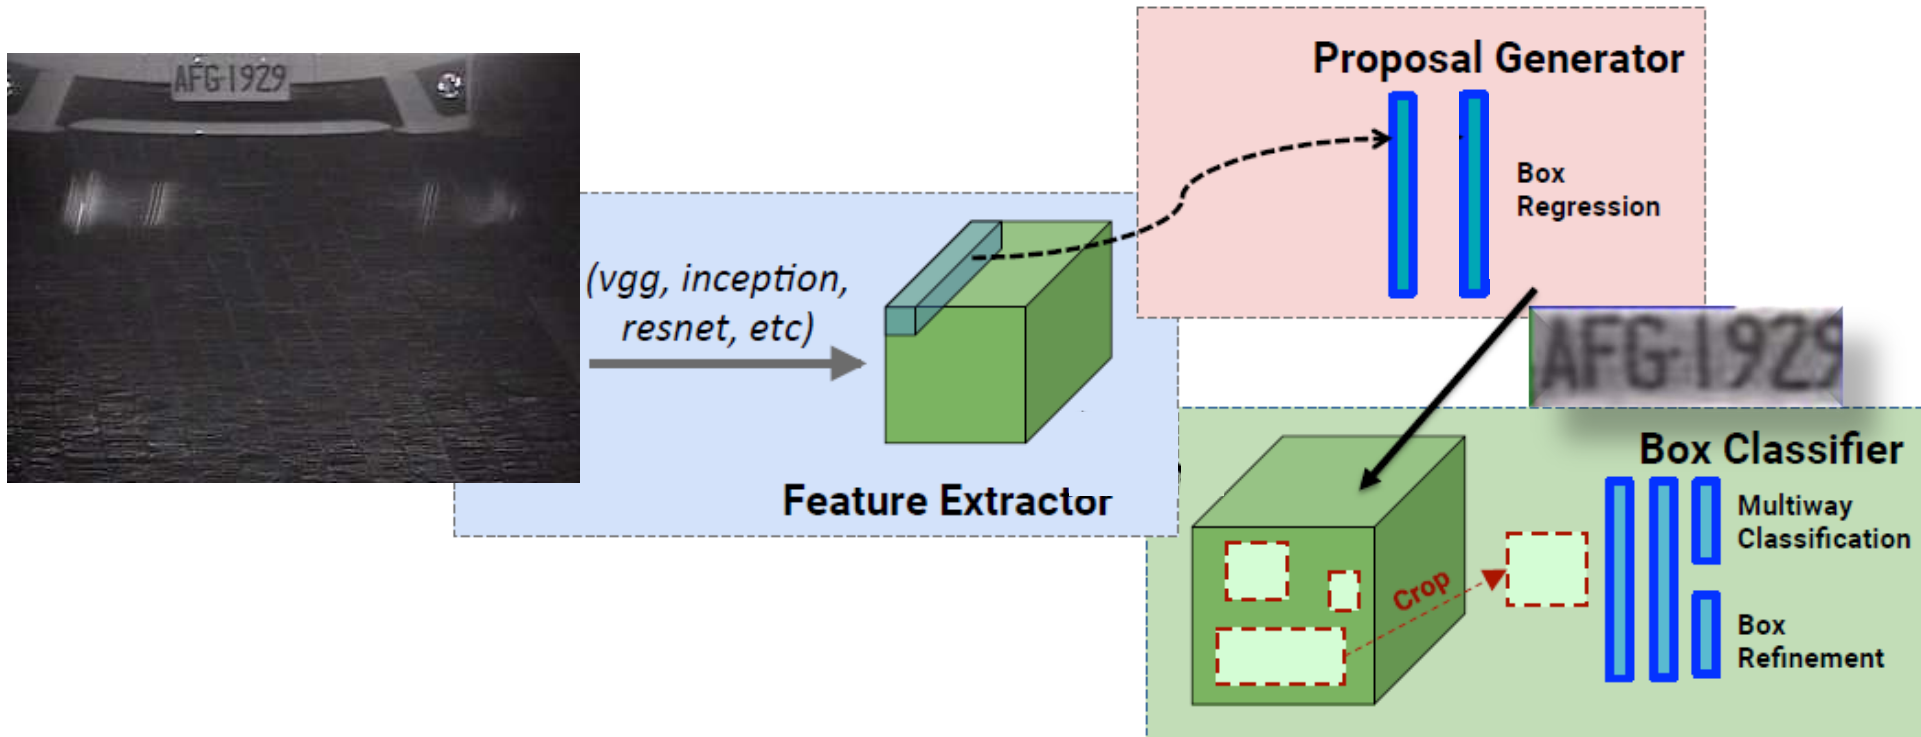 AFG-1929
(vgg, inception,
resnet, etc)
Feature Extractor
Proposal Generator
Box
Regression
AFG-1929
Box Classifier
Multiway
Classification
Crop
Box
Refinement